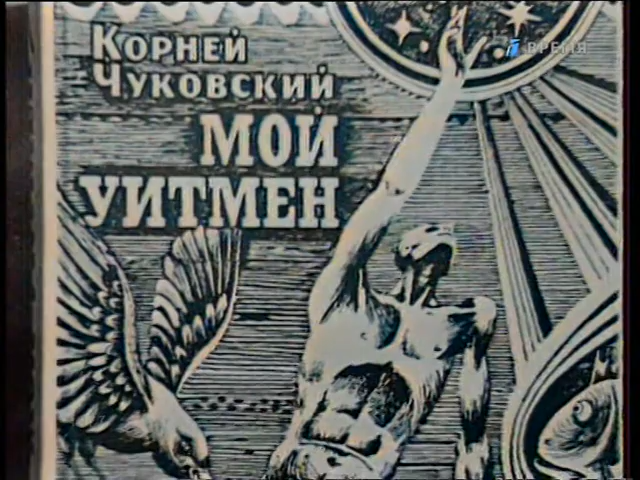 Корней
Чуковский
МОЙ
УИТМЕН
ВРЕМЯ